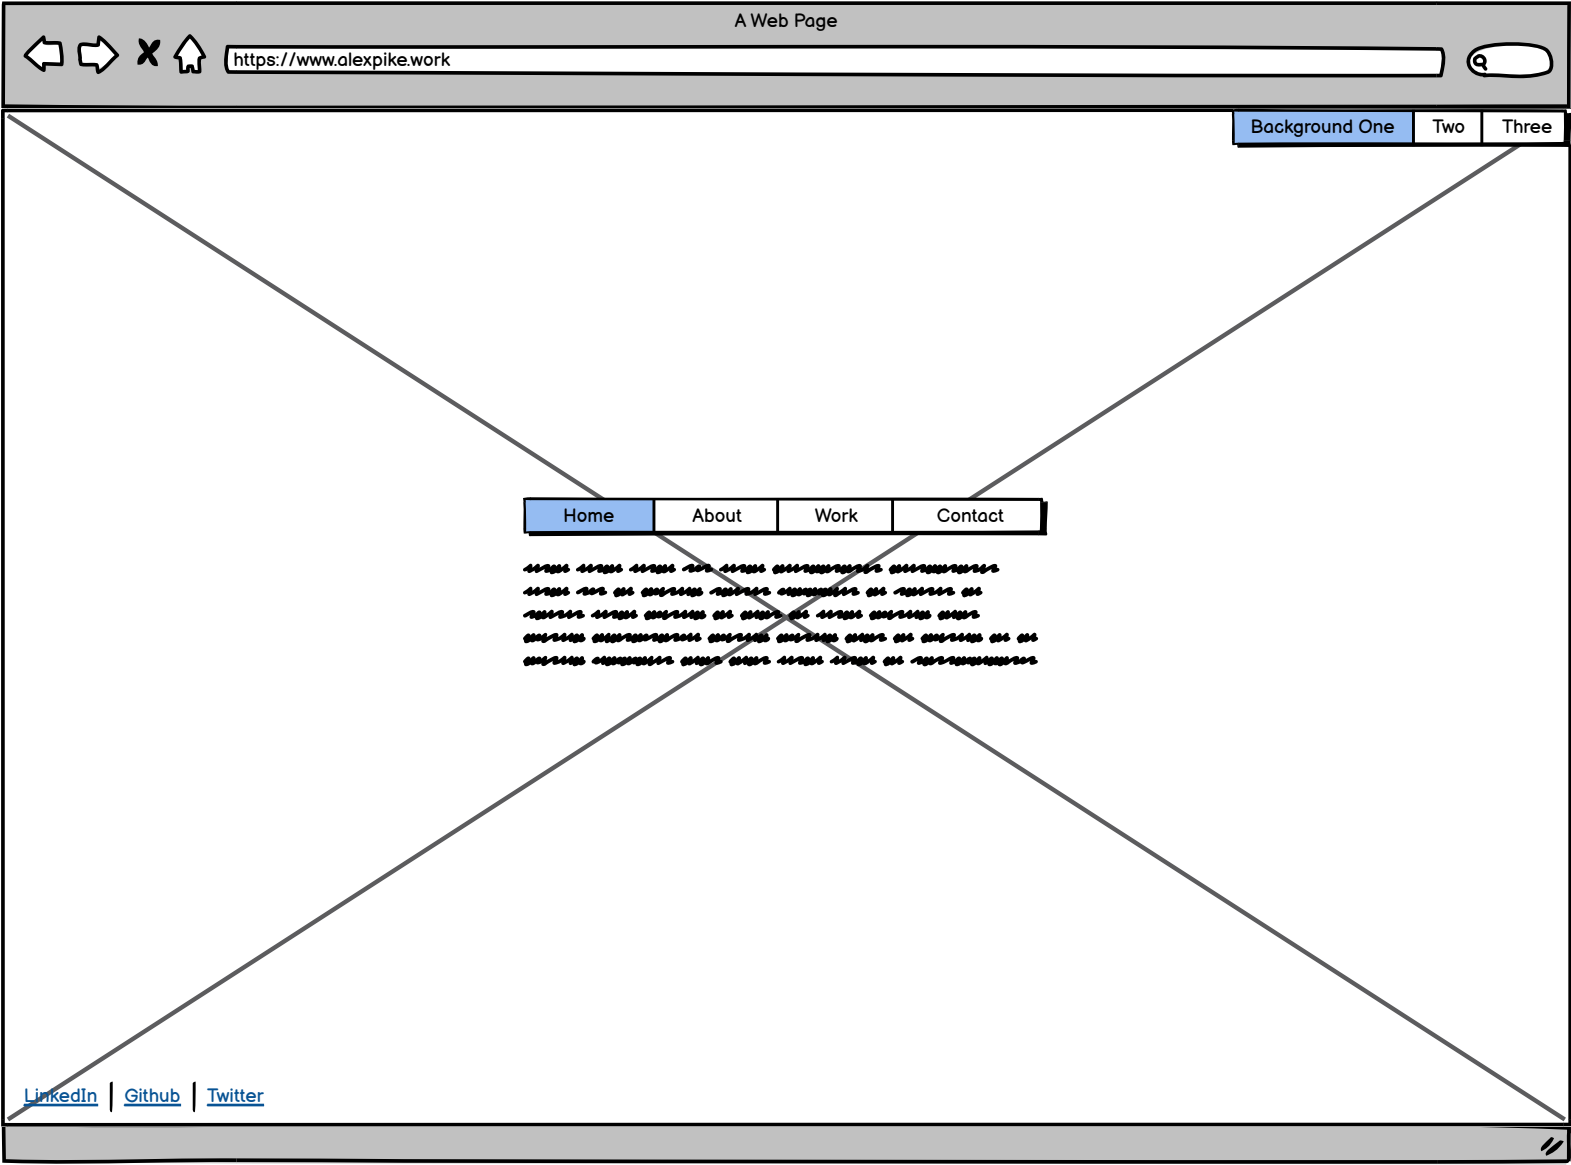 A Web Page
https://www.alexpike.work
Background One Two Three
Home About Work Contact
LinkedIn Github Twitter